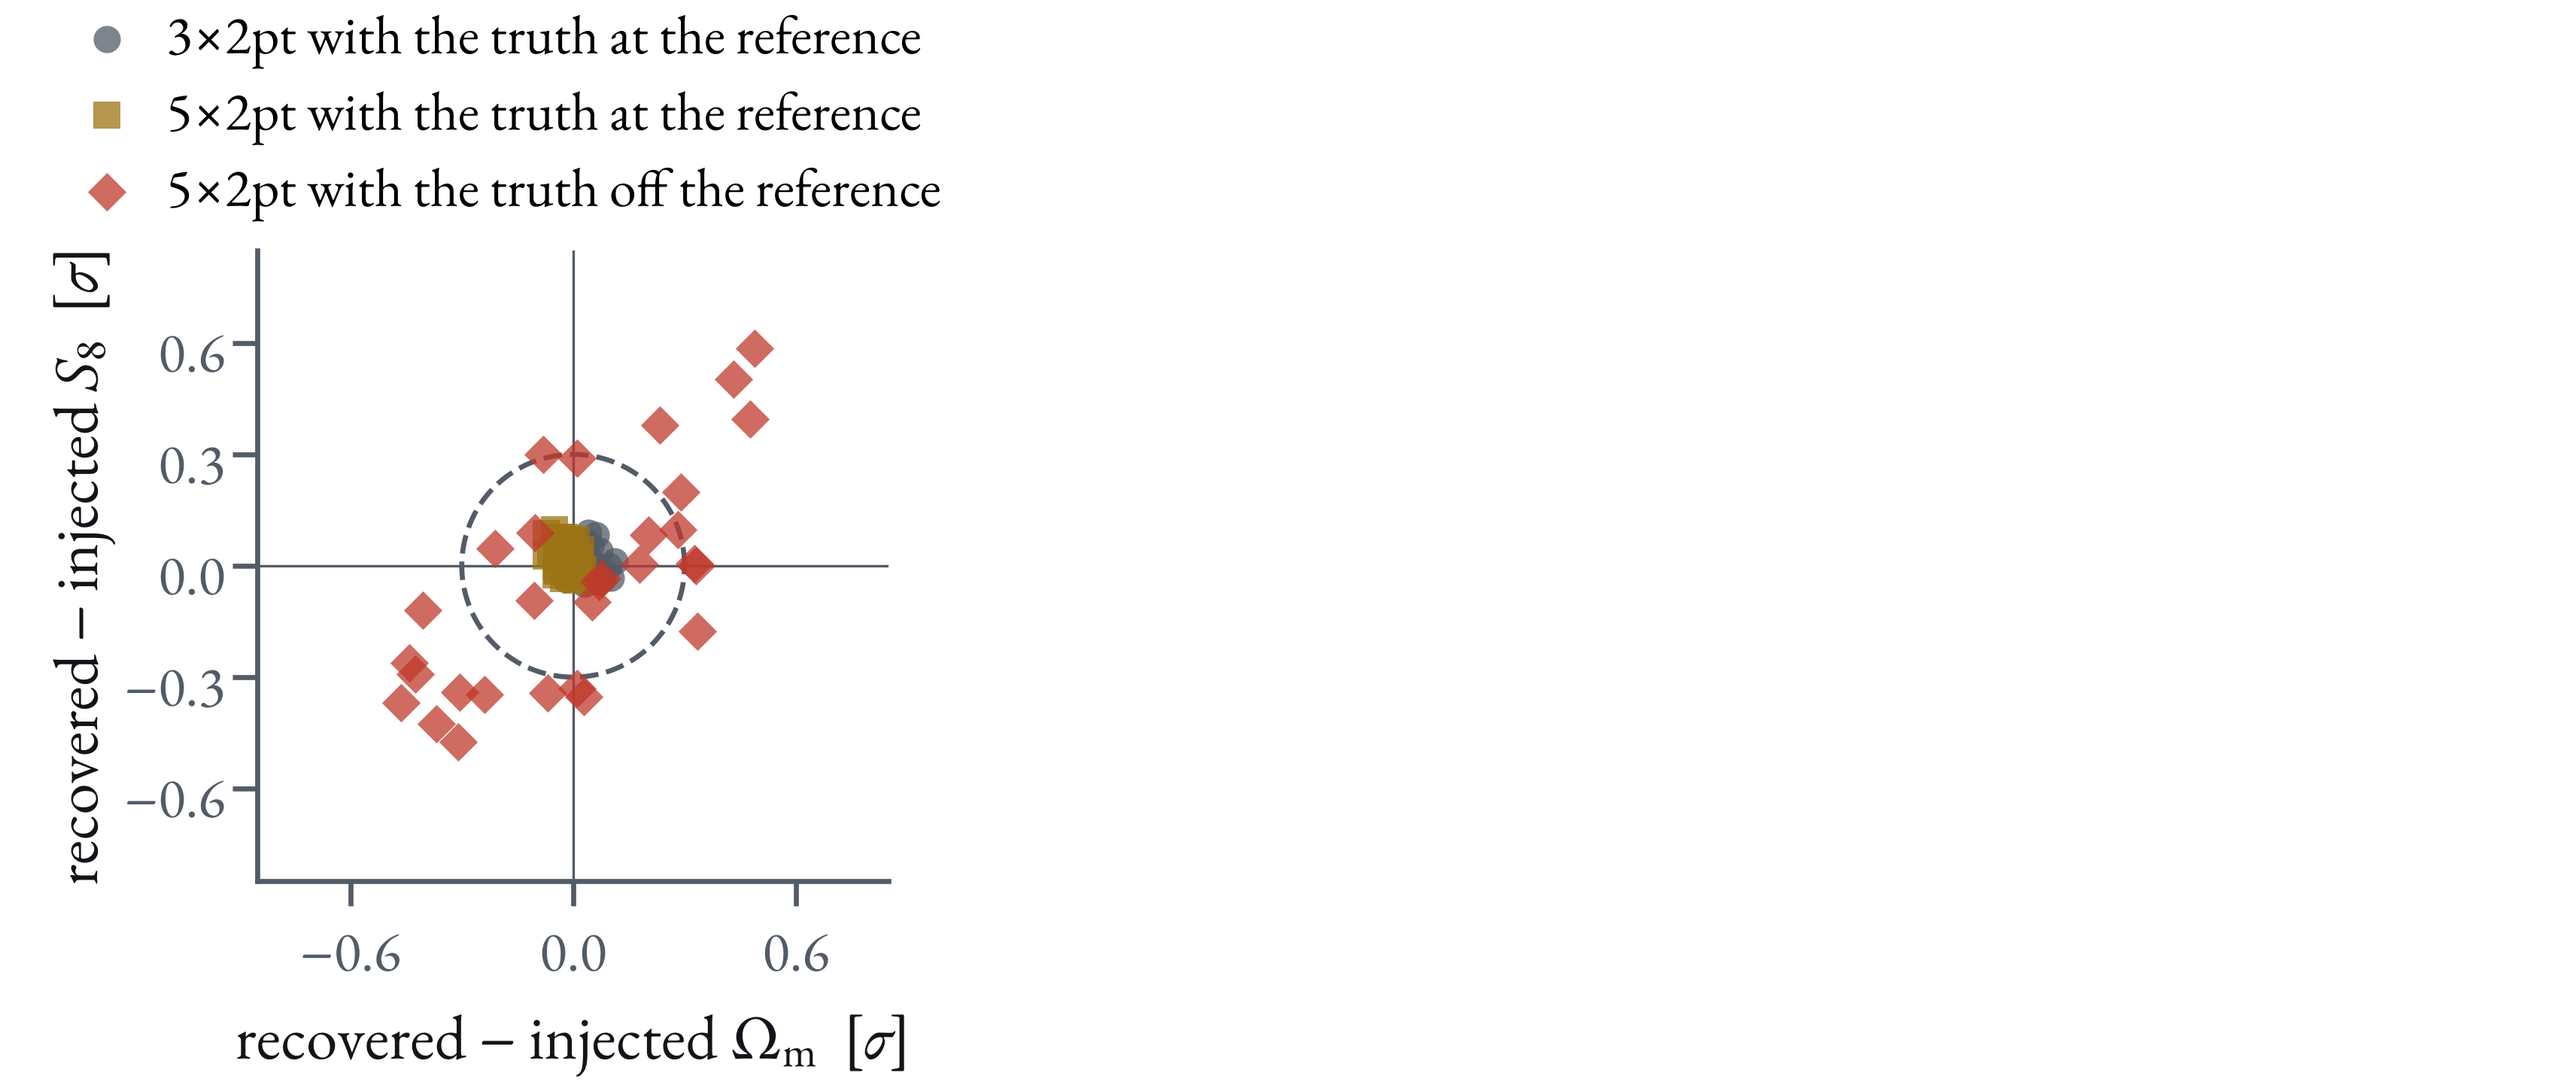 3×2pt with the truth at the reference
5×2pt with the truth at the reference
5×2pt with the truth off the reference
recovered − injected S₈ [σ]
0.6
0.3
0.0
−0.3
−0.6
−0.6 0.0 0.6
recovered − injected Ωₘ [σ]